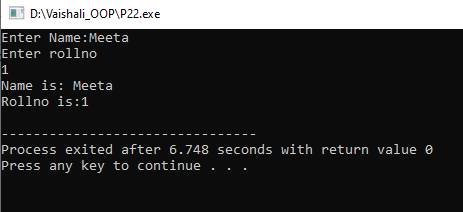 D:\Vaishali_OOP\P22.exe
Enter Name:Meeta
Enter rollno
1
Name is: Meeta
Rollno is:1
--------------------------------
Process exited after 6.748 seconds with return value 0
Press any key to continue . . .